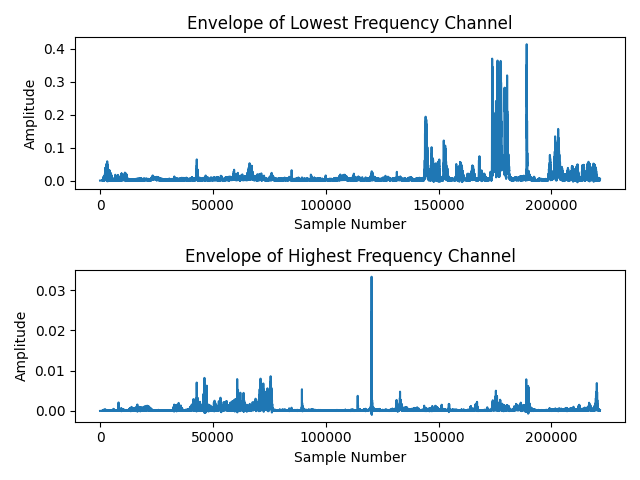 Envelope of Lowest Frequency Channel
Amplitude
0.4
0.3
0.2
0.1
0.0
0 50000 100000 150000 200000
Sample Number
Envelope of Highest Frequency Channel
Amplitude
0.03
0.02
0.01
0.00
0 50000 100000 150000 200000
Sample Number